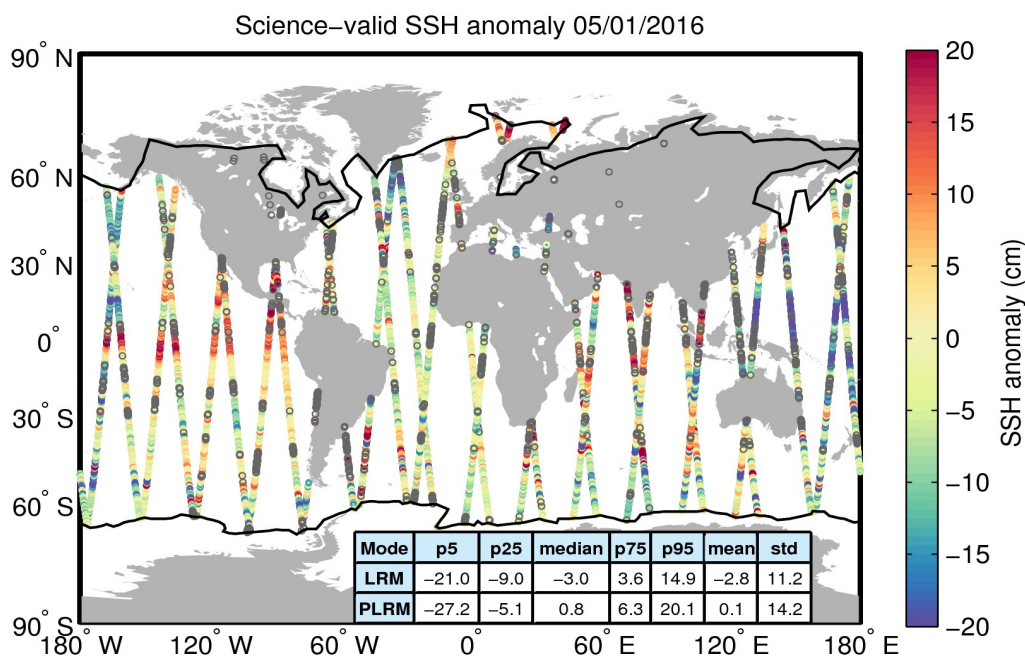 Science−valid SSH anomaly 05/01/2016
90° N
60° N
30° N
0°
30° S
60° S
90° S
180° W
120° W
60° W
0°
60° E
120° E
180° E
Mode p5 p25 median p75 p95 mean std
LRM −21.0 −9.0 −3.0 3.6 14.9 −2.8 11.2
PLRM −27.2 −5.1 0.8 6.3 20.1 0.1 14.2
20
15
10
5
0
−5
−10
−15
−20
SSH anomaly (cm)